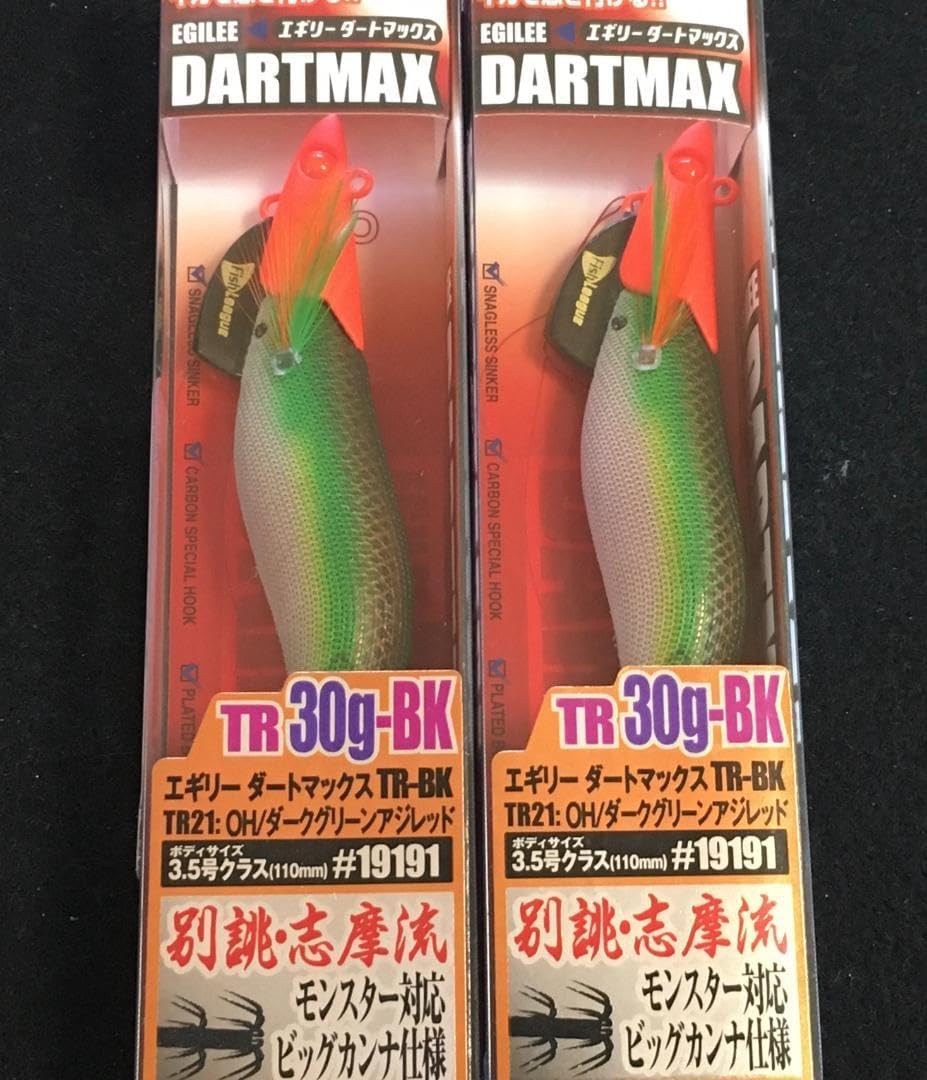 EGILEE ◀ エギリーダートマックス
DARTMAX
FishLeague
SNAGLESS SINKER
CARBON SPECIAL HOOK
PLATED
TR 30g-BK
エギリー ダートマックス TR-BK
TR21: OH/ダークグリーンアジレッド
ボディサイズ
3.5号クラス(110mm) #19191
別誂・志摩流
モンスター対応
ビッグカンナ仕様
EGILEE ◀ エギリーダートマックス
DARTMAX
FishLeague
SNAGLESS SINKER
CARBON SPECIAL HOOK
PLATED
TR 30g-BK
エギリー ダートマックス TR-BK
TR21: OH/ダークグリーンアジレッド
ボディサイズ
3.5号クラス(110mm) #19191
別誂・志摩流
モンスター対応
ビッグカンナ仕様